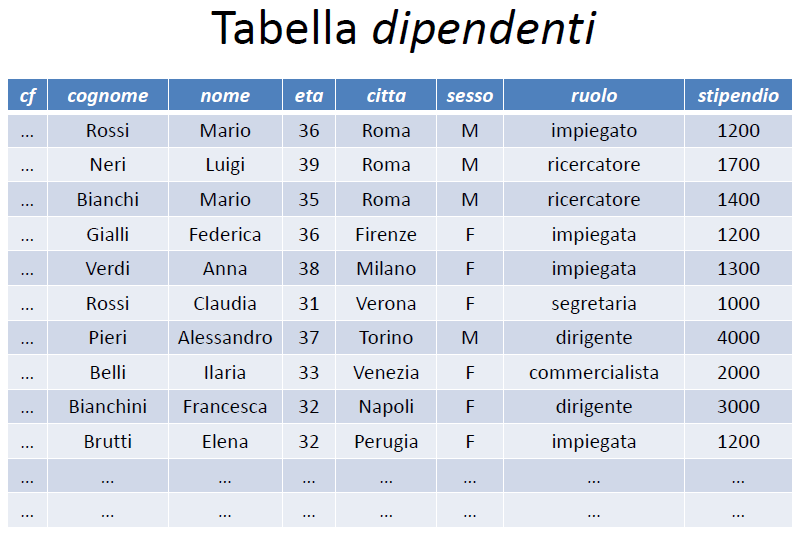 Tabella dipendenti
cf cognome nome eta citta sesso ruolo stipendio
... Rossi Mario 36 Roma M impiegato 1200
... Neri Luigi 39 Roma M ricercatore 1700
... Bianchi Mario 35 Roma M ricercatore 1400
... Gialli Federica 36 Firenze F impiegata 1200
... Verdi Anna 38 Milano F impiegata 1300
... Rossi Claudia 31 Verona F segretaria 1000
... Pieri Alessandro 37 Torino M dirigente 4000
... Belli Ilaria 33 Venezia F commercialista 2000
... Bianchini Francesca 32 Napoli F dirigente 3000
... Brutti Elena 32 Perugia F impiegata 1200
... ... ... ... ... ... ... ...
... ... ... ... ... ... ... ...